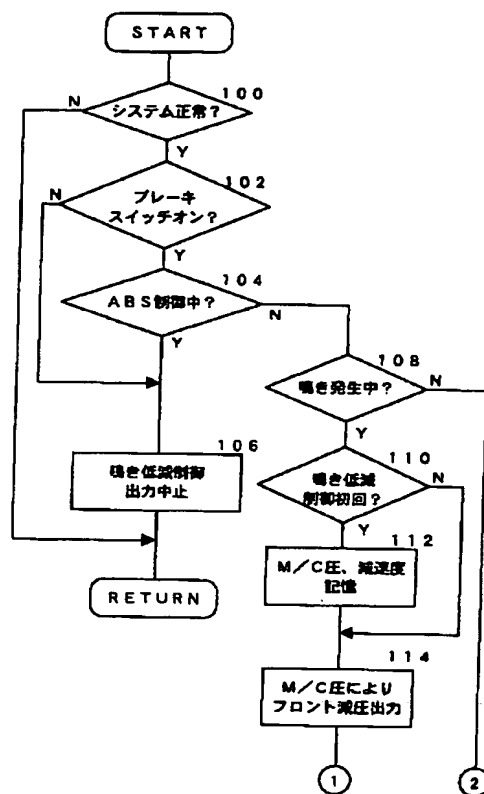 START
100
N
システム正常?
Y
102
N
ブレーキ
スイッチオン?
Y
104
ABS制御中?
N
Y
108
鳴き発生中?
N
Y
106
鳴き低減制御
出力中止
110
鳴き低減
制御初回?
N
Y
112
M/C圧、減速度
記憶
RETURN
114
M/C圧により
フロント減圧出力
1
2